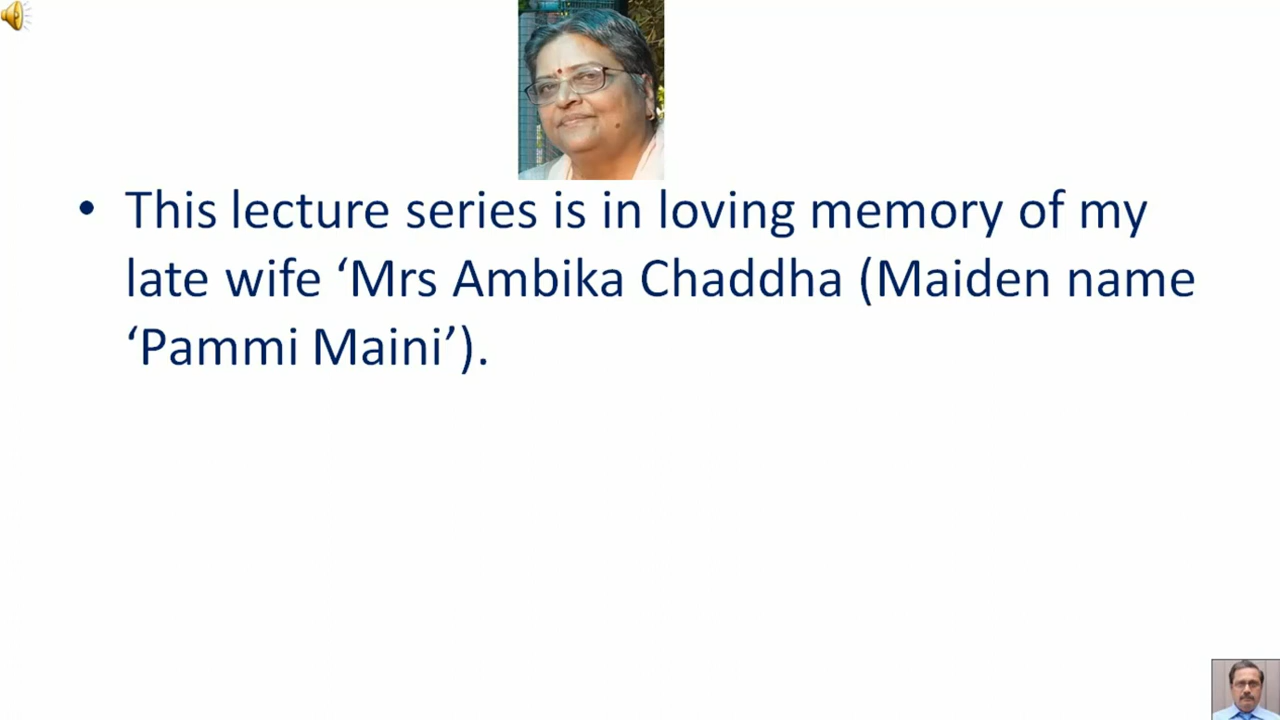 • This lecture series is in loving memory of my
late wife ‘Mrs Ambika Chaddha (Maiden name
‘Pammi Maini’).